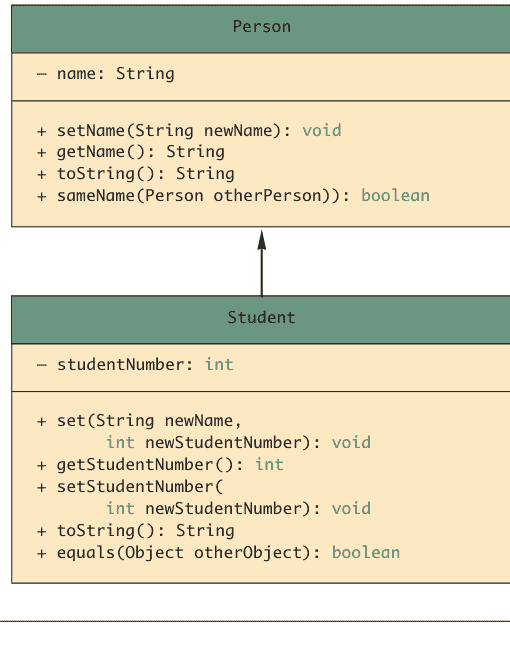 Person
– name: String
+ setName(String newName): void
+ getName(): String
+ toString(): String
+ sameName(Person otherPerson)): boolean
Student
– studentNumber: int
+ set(String newName,
int newStudentNumber): void
+ getStudentNumber(): int
+ setStudentNumber(
int newStudentNumber): void
+ toString(): String
+ equals(Object otherObject): boolean